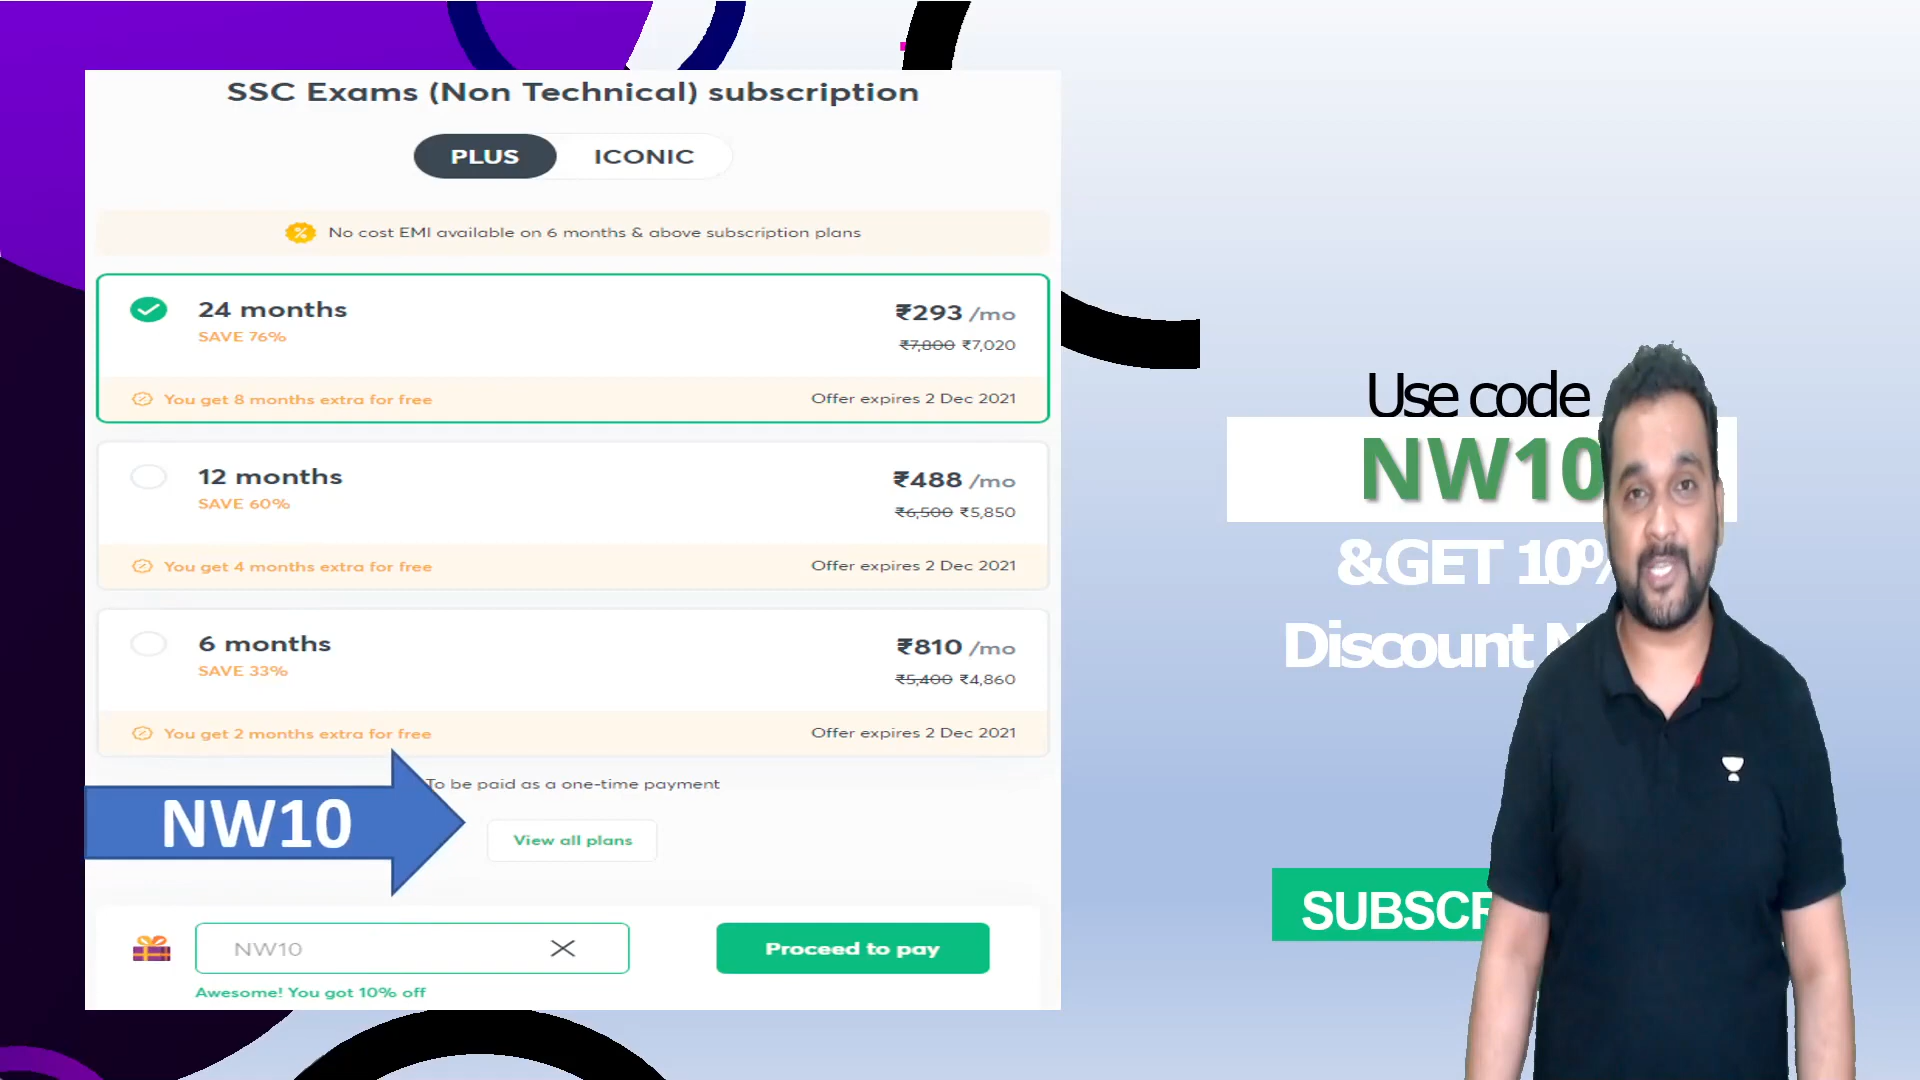 SSC Exams (Non Technical) subscription
PLUS
ICONIC
No cost EMI available on 6 months & above subscription plans
24 months
SAVE 76%
₹293 /mo
₹7,800 ₹7,020
You get 8 months extra for free
Offer expires 2 Dec 2021
12 months
SAVE 60%
₹488 /mo
₹6,500 ₹5,850
You get 4 months extra for free
Offer expires 2 Dec 2021
6 months
SAVE 33%
₹810 /mo
₹5,400 ₹4,860
You get 2 months extra for free
Offer expires 2 Dec 2021
To be paid as a one-time payment
NW10
View all plans
NW10
Proceed to pay
Awesome! You got 10% off
Use code
NW10
&GET 10%
Discount